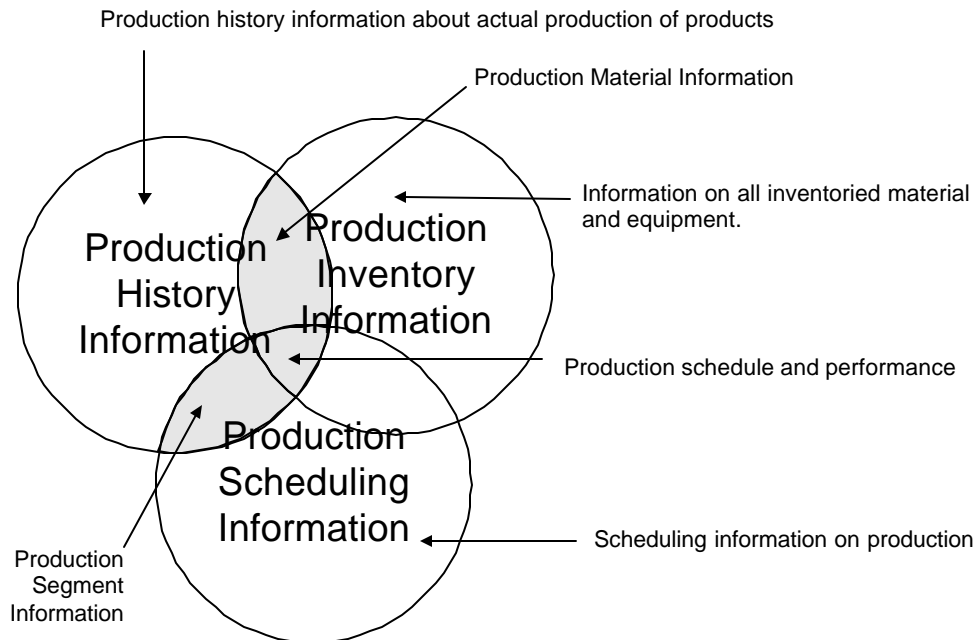 Production history information about actual production of products
Production Material Information
Information on all inventoried material
and equipment.
Production
History
Information
Production
Inventory
Information
Production schedule and performance
Production
Scheduling
Information
Scheduling information on production
Production
Segment
Information